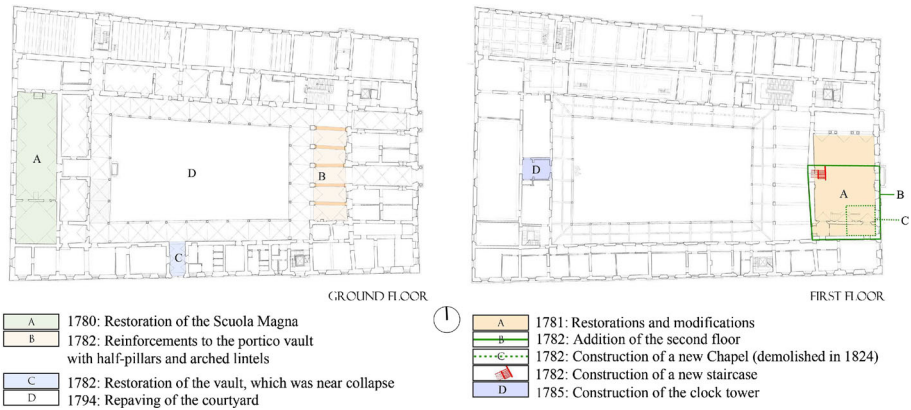 A
D
B
C
GROUND FLOOR
A 1780: Restoration of the Scuola Magna
B 1782: Reinforcements to the portico vault
with half-pillars and arched lintels
C 1782: Restoration of the vault, which was near collapse
D 1794: Repaving of the courtyard
D
A
B
C
FIRST FLOOR
A 1781: Restorations and modifications
B 1782: Addition of the second floor
C 1782: Construction of a new Chapel (demolished in 1824)
1782: Construction of a new staircase
D 1785: Construction of the clock tower